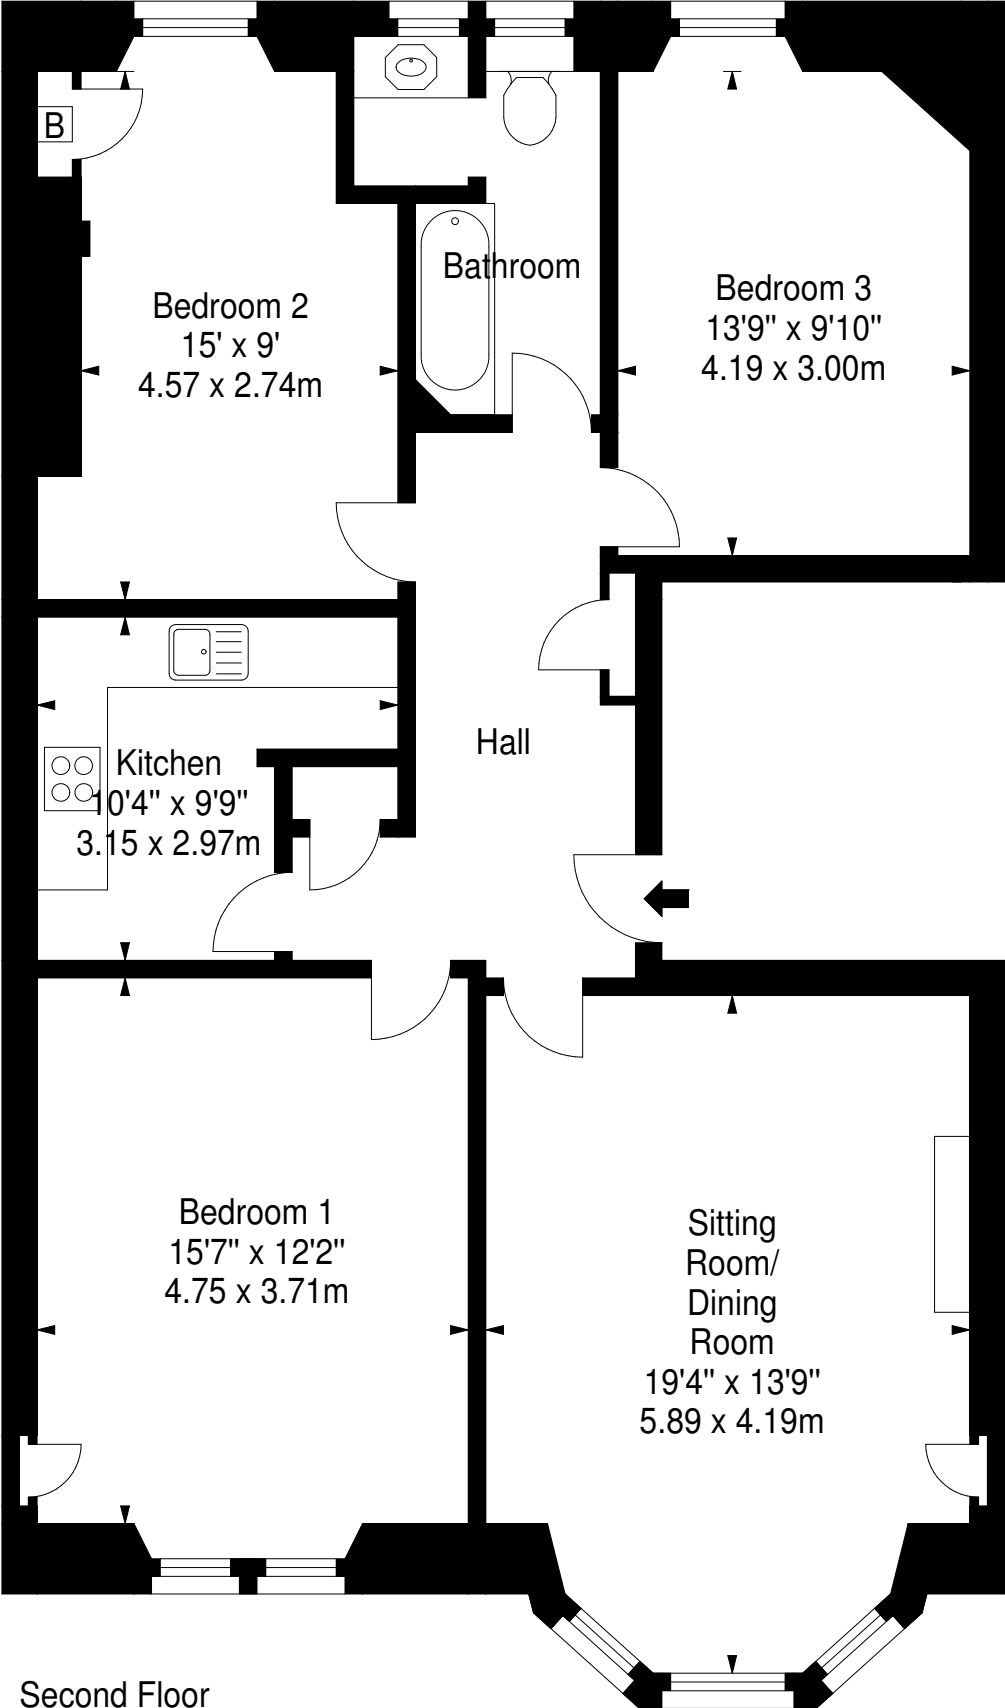 B
Bedroom 2
15' x 9'
4.57 x 2.74m
Bathroom
Bedroom 3
13'9" x 9'10"
4.19 x 3.00m
Hall
Kitchen
10'4" x 9'9"
3.15 x 2.97m
Bedroom 1
15'7" x 12'2"
4.75 x 3.71m
Sitting
Room/
Dining
Room
19'4" x 13'9"
5.89 x 4.19m
Second Floor